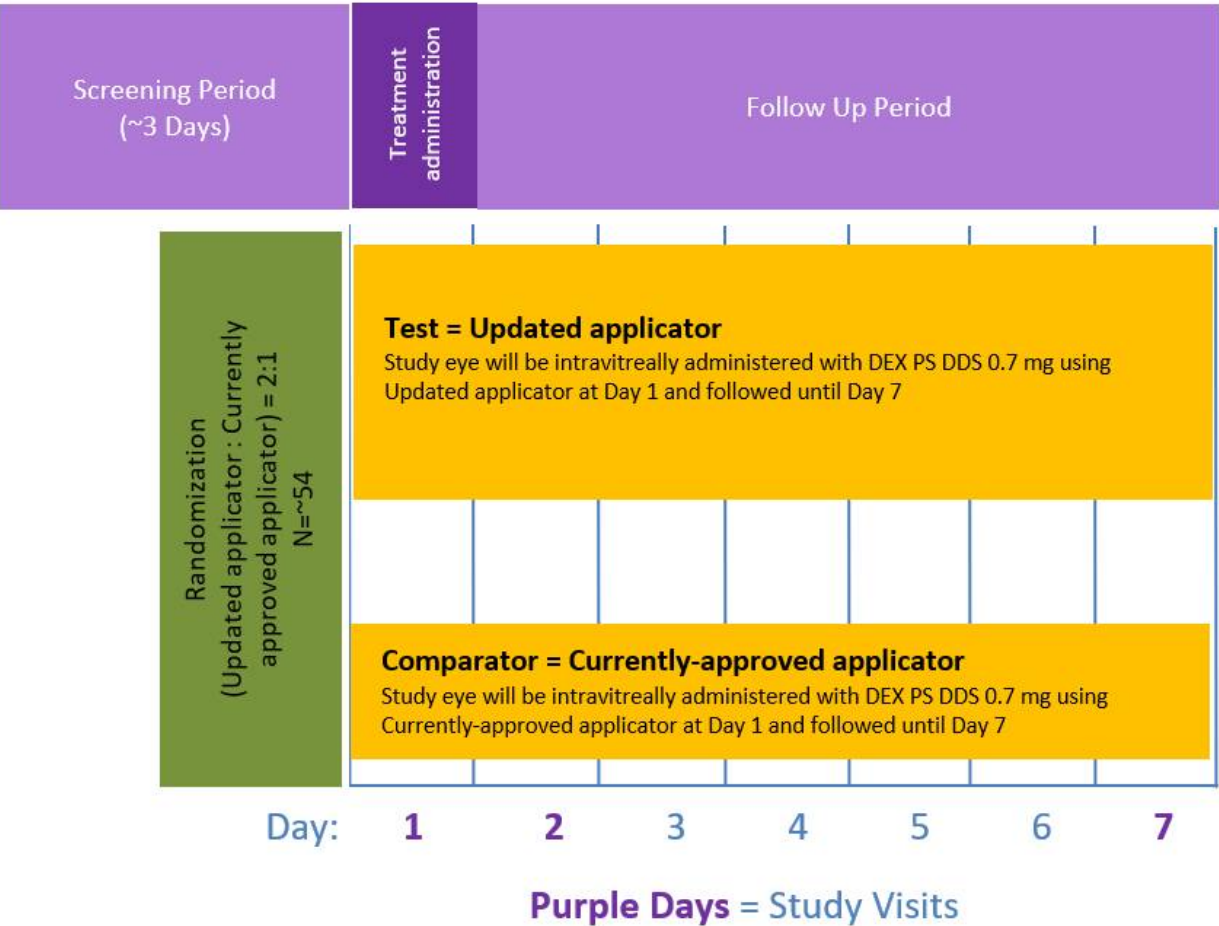 Screening Period
(~3 Days)
Treatment
administration
Follow Up Period
Randomization
(Updated applicator : Currently
approved applicator) = 2:1
N=~54
Test = Updated applicator
Study eye will be intravitreally administered with DEX PS DDS 0.7 mg using
Updated applicator at Day 1 and followed until Day 7
Comparator = Currently-approved applicator
Study eye will be intravitreally administered with DEX PS DDS 0.7 mg using
Currently-approved applicator at Day 1 and followed until Day 7
Day: 1 2 3 4 5 6 7
Purple Days = Study Visits